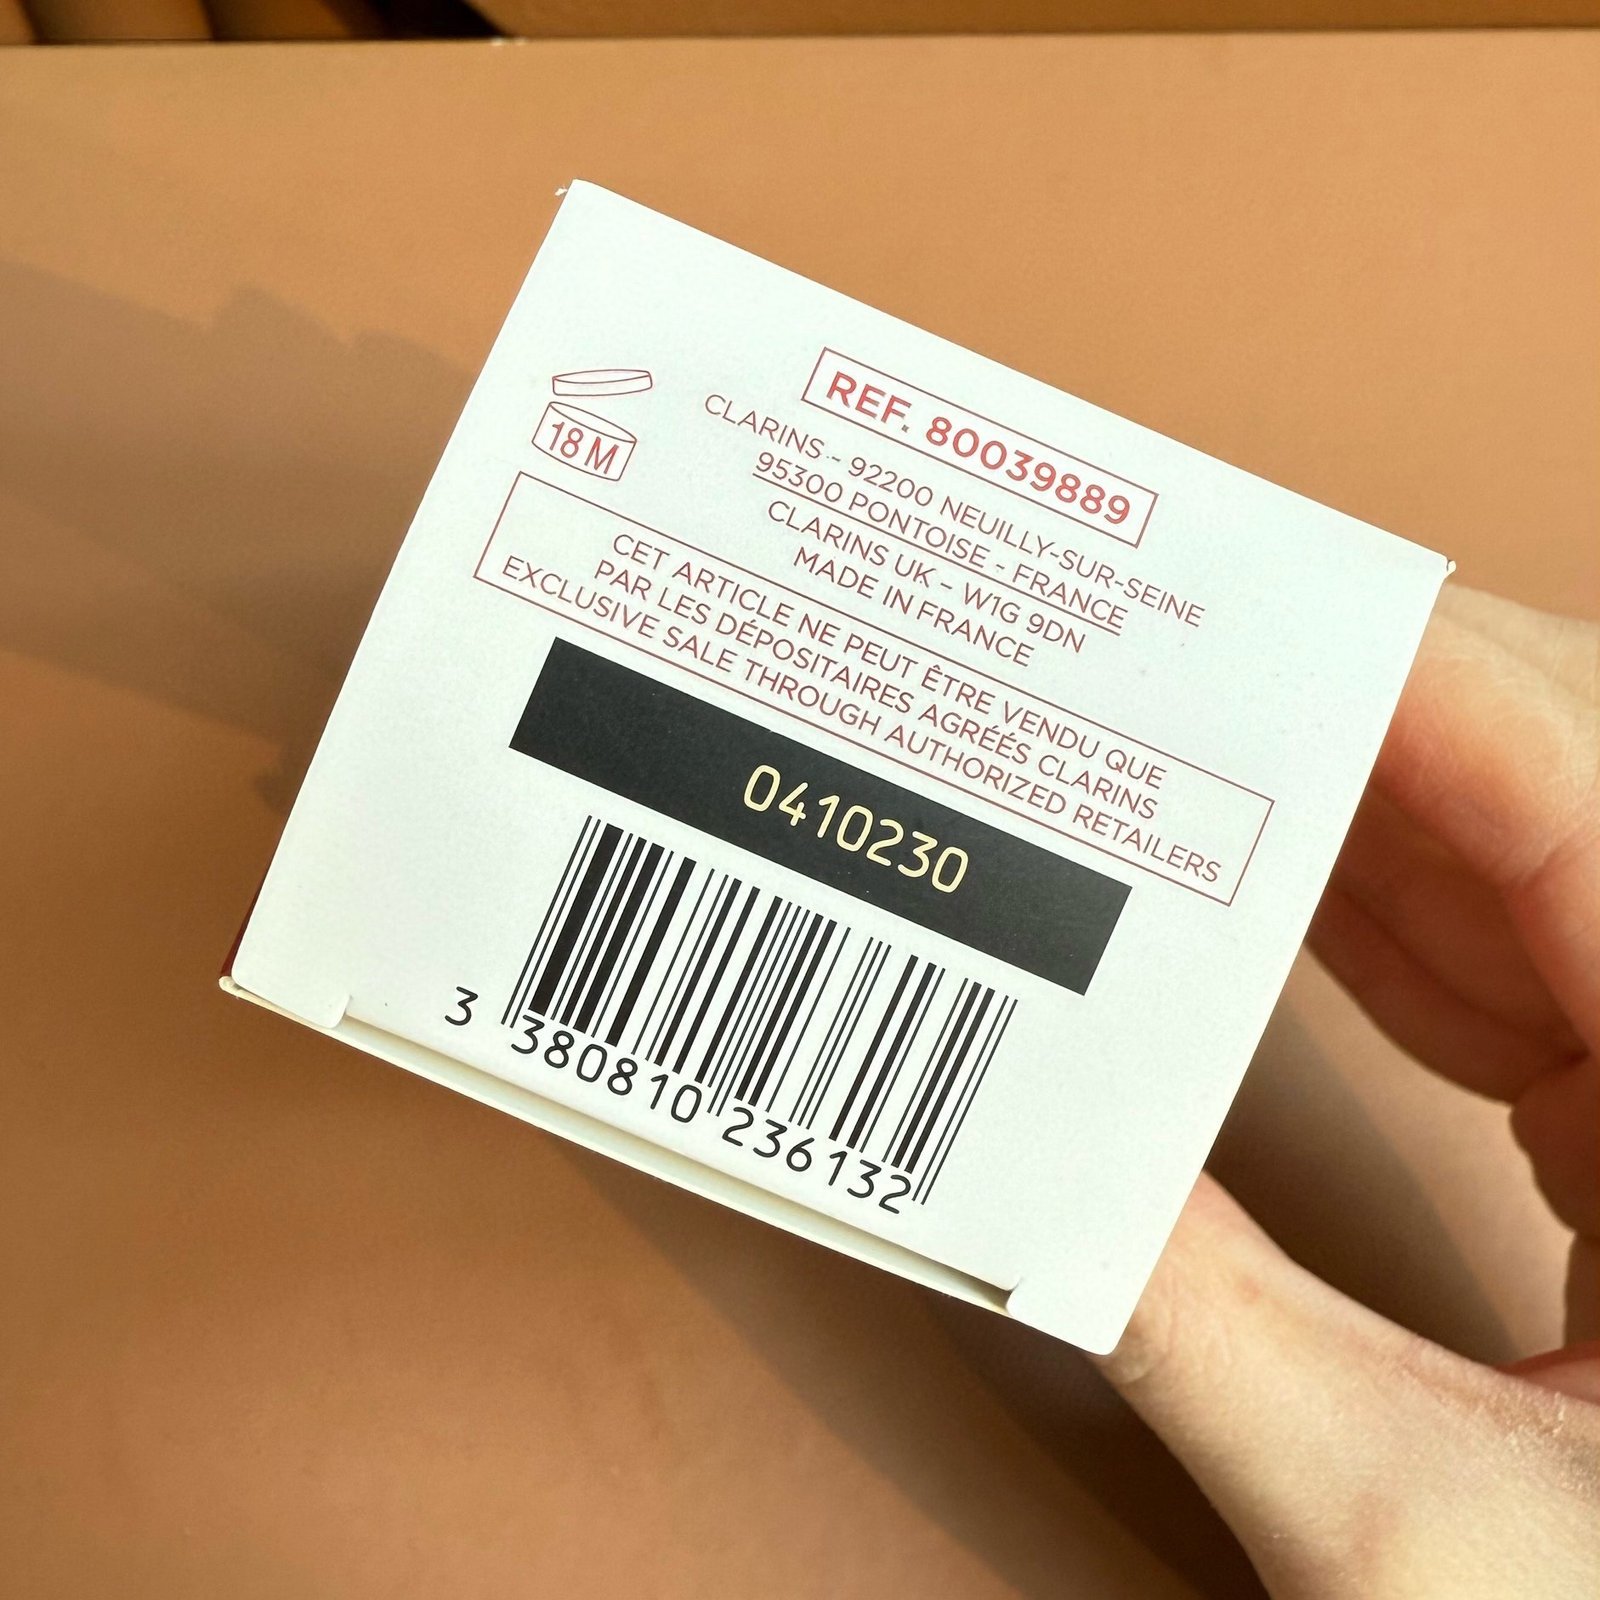 REF. 80039889
18 M
CLARINS - 92200 NEUILLY-SUR-SEINE
95300 PONTOISE - FRANCE
CLARINS UK - W1G 9DN
MADE IN FRANCE
CET ARTICLE NE PEUT ÊTRE VENDU QUE
PAR LES DÉPOSITAIRES AGRÉÉS CLARINS
EXCLUSIVE SALE THROUGH AUTHORIZED RETAILERS
0410230
3 380810 236132